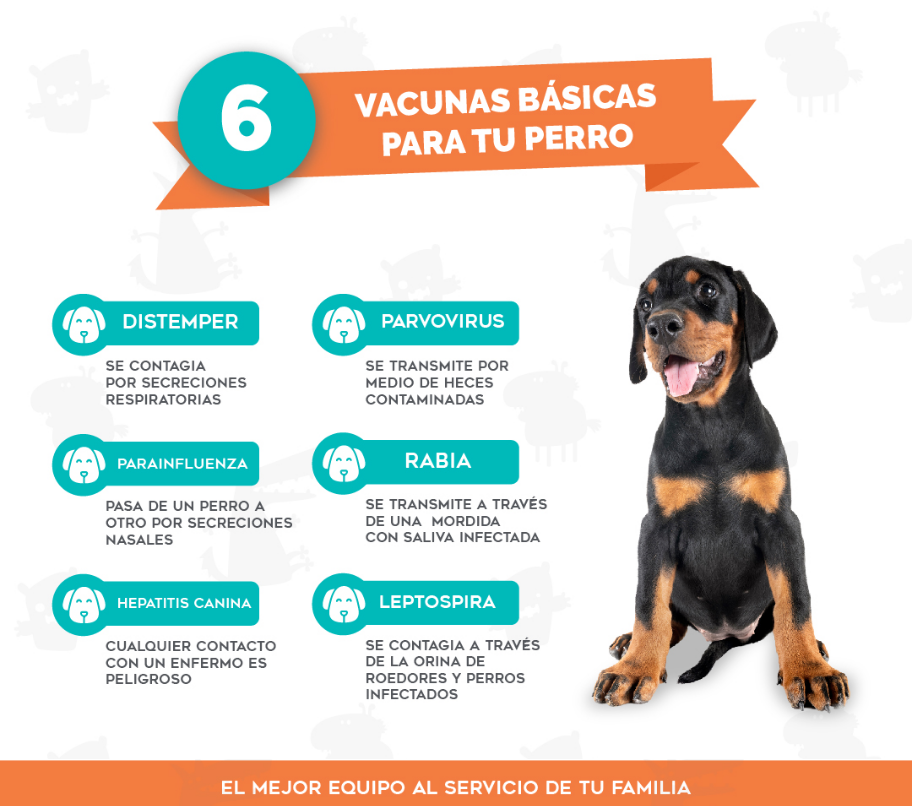 6
VACUNAS BÁSICAS
PARA TU PERRO
DISTEMPER
SE CONTAGIA
POR SECRECIONES
RESPIRATORIAS
PARVOVIRUS
SE TRANSMITE POR
MEDIO DE HECES
CONTAMINADAS
PARAINFLUENZA
PASA DE UN PERRO A
OTRO POR SECRECIONES
NASALES
RABIA
SE TRANSMITE A TRAVÉS
DE UNA MORDIDA
CON SALIVA INFECTADA
HEPATITIS CANINA
CUALQUIER CONTACTO
CON UN ENFERMO ES
PELIGROSO
LEPTOSPIRA
SE CONTAGIA A TRAVÉS
DE LA ORINA DE
ROEDORES Y PERROS
INFECTADOS
EL MEJOR EQUIPO AL SERVICIO DE TU FAMILIA